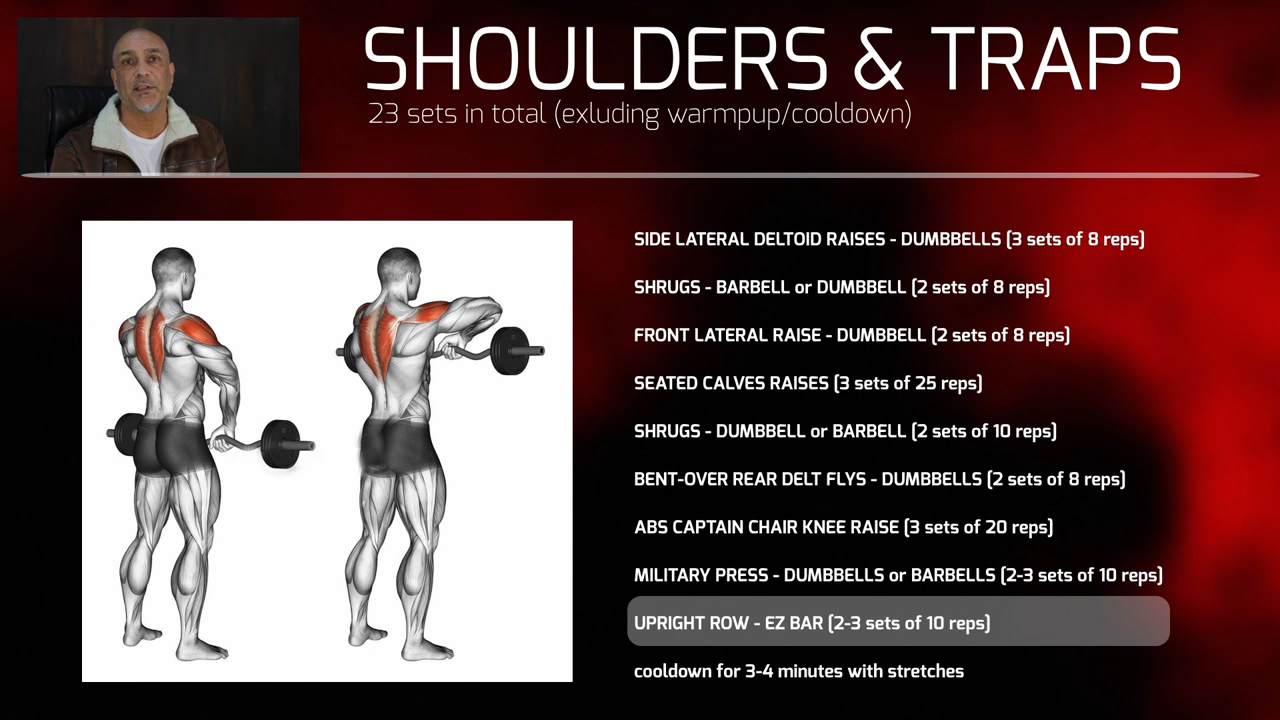 SHOULDERS & TRAPS
23 sets in total (exluding warmpup/cooldown)
SIDE LATERAL DELTOID RAISES - DUMBBELLS [3 sets of 8 reps]
SHRUGS - BARBELL or DUMBBELL [2 sets of 8 reps]
FRONT LATERAL RAISE - DUMBBELL [2 sets of 8 reps]
SEATED CALVES RAISES [3 sets of 25 reps]
SHRUGS - DUMBBELL or BARBELL [2 sets of 10 reps]
BENT-OVER REAR DELT FLYS - DUMBBELLS [2 sets of 8 reps]
ABS CAPTAIN CHAIR KNEE RAISE [3 sets of 20 reps]
MILITARY PRESS - DUMBBELLS or BARBELLS [2-3 sets of 10 reps]
UPRIGHT ROW - EZ BAR [2-3 sets of 10 reps]
cooldown for 3-4 minutes with stretches